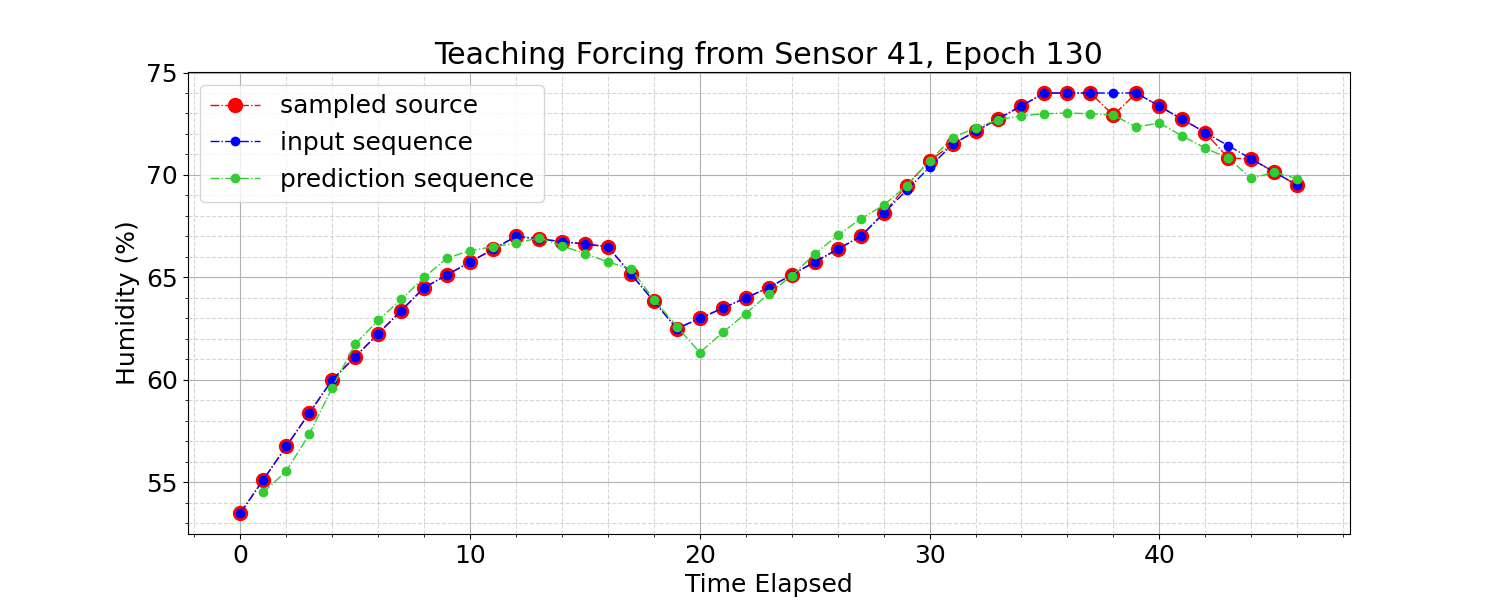 Teaching Forcing from Sensor 41, Epoch 130
75
70
65
60
55
Humidity (%)
sampled source
input sequence
prediction sequence
0 10 20 30 40
Time Elapsed